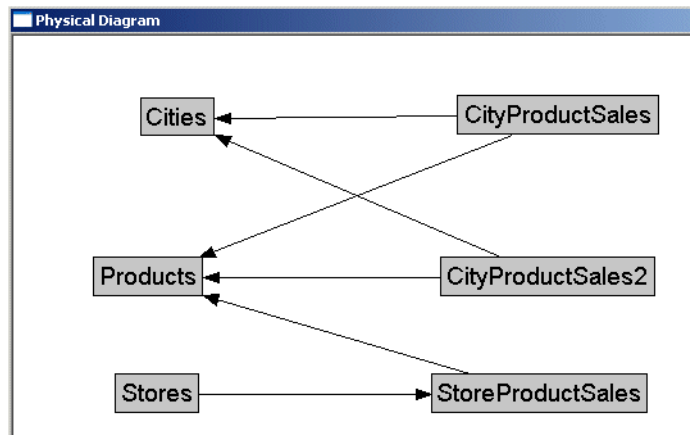 Physical Diagram
Cities
CityProductSales
Products
CityProductSales2
Stores
StoreProductSales